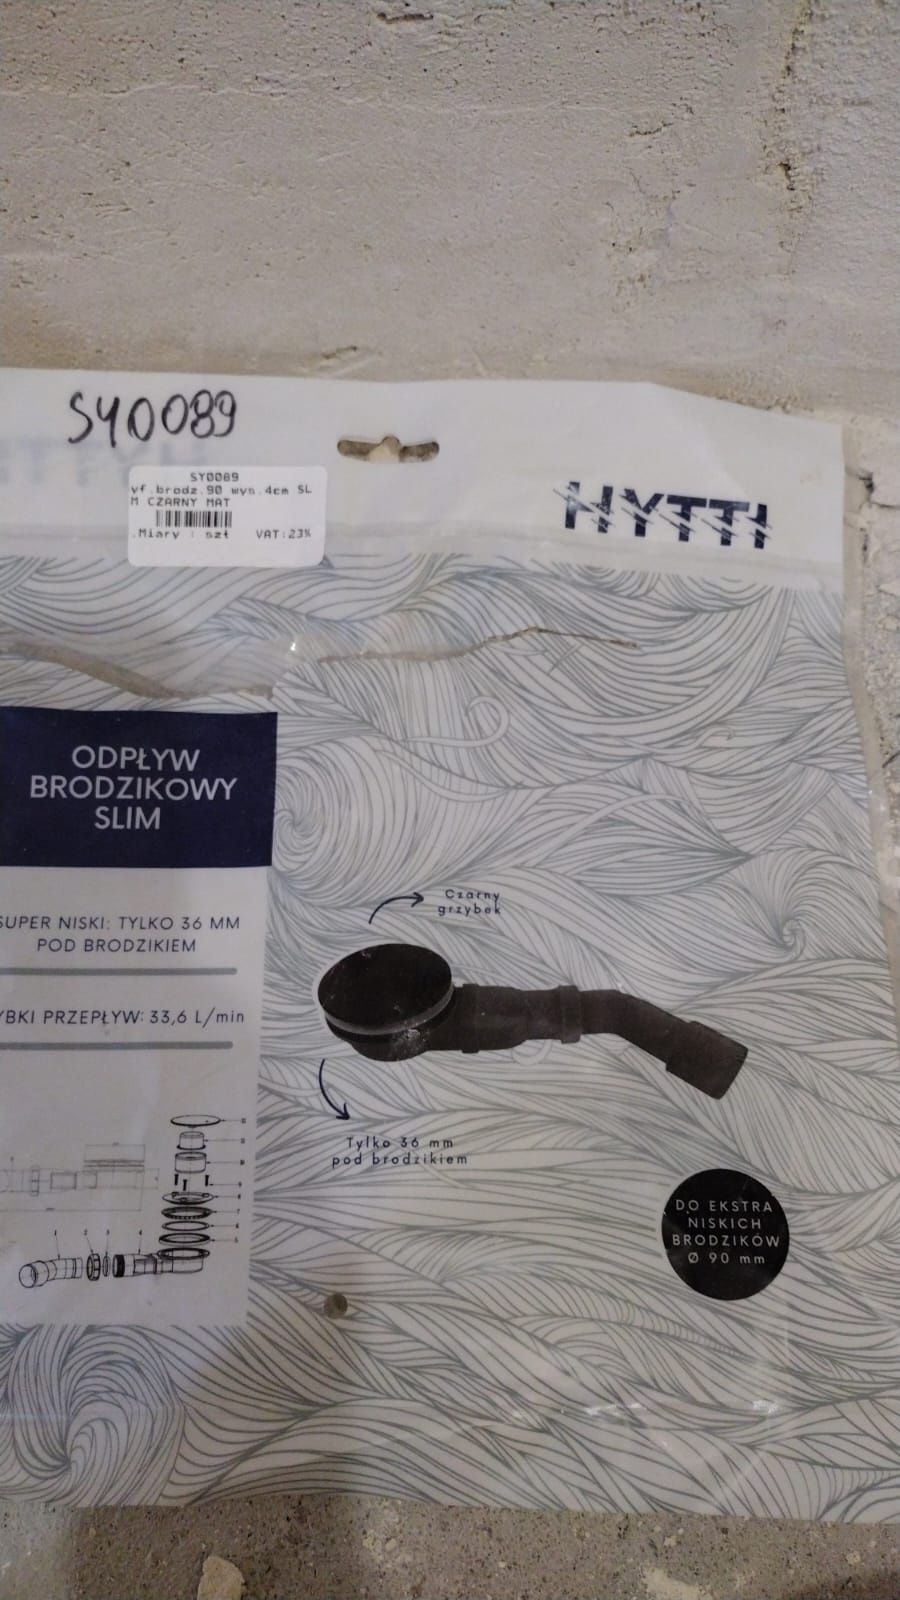 SY0089
SY0089
yf.brodz.90 wys.4cm SL
M CZARNY MAT
.Miary : szt VAT:23%
HYTTI
ODPŁYW
BRODZIKOWY
SLIM
SUPER NISKI: TYLKO 36 MM
POD BRODZIKIEM
YBKI PRZEPŁYW: 33,6 L/min
Czarny
grzybek
Tylko 36 mm
pod brodzikiem
DO EKSTRA
NISKICH
BRODZIKÓW
Ø 90 mm